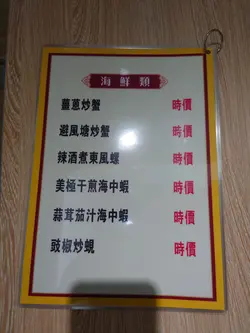 海鮮類
薑蔥炒蟹 時價
避風塘炒蟹 時價
辣酒煮東風螺 時價
美極干煎海中蝦 時價
蒜茸茄汁海中蝦 時價
豉椒炒蜆 時價